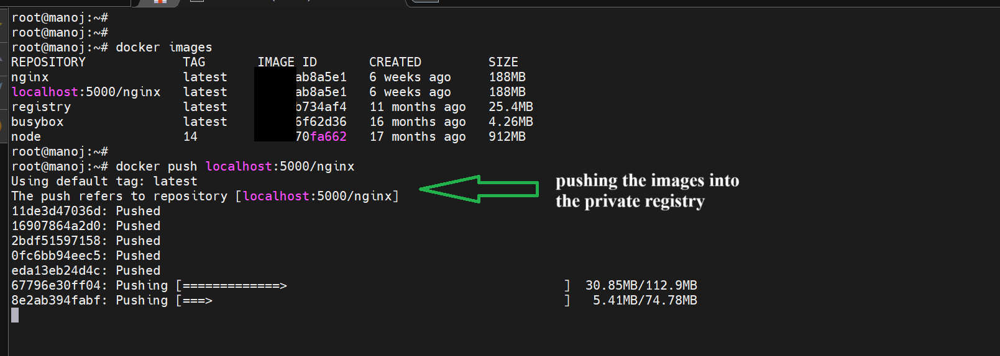 root@manoj:~#
root@manoj:~#
root@manoj:~# docker images
REPOSITORY TAG IMAGE ID CREATED SIZE
nginx latest ab8a5e1 6 weeks ago 188MB
localhost:5000/nginx latest ab8a5e1 6 weeks ago 188MB
registry latest b734af4 11 months ago 25.4MB
busybox latest 6f62d36 16 months ago 4.26MB
node 14 70fa662 17 months ago 912MB
root@manoj:~#
root@manoj:~# docker push localhost:5000/nginx
Using default tag: latest
The push refers to repository [localhost:5000/nginx]
11de3d47036d: Pushed
16907864a2d0: Pushed
2bdf51597158: Pushed
0fc6bb94eec5: Pushed
eda13eb24d4c: Pushed
67796e30ff04: Pushing [=============> ] 30.85MB/112.9MB
8e2ab394fabf: Pushing [===> ] 5.41MB/74.78MB
pushing the images into
the private registry